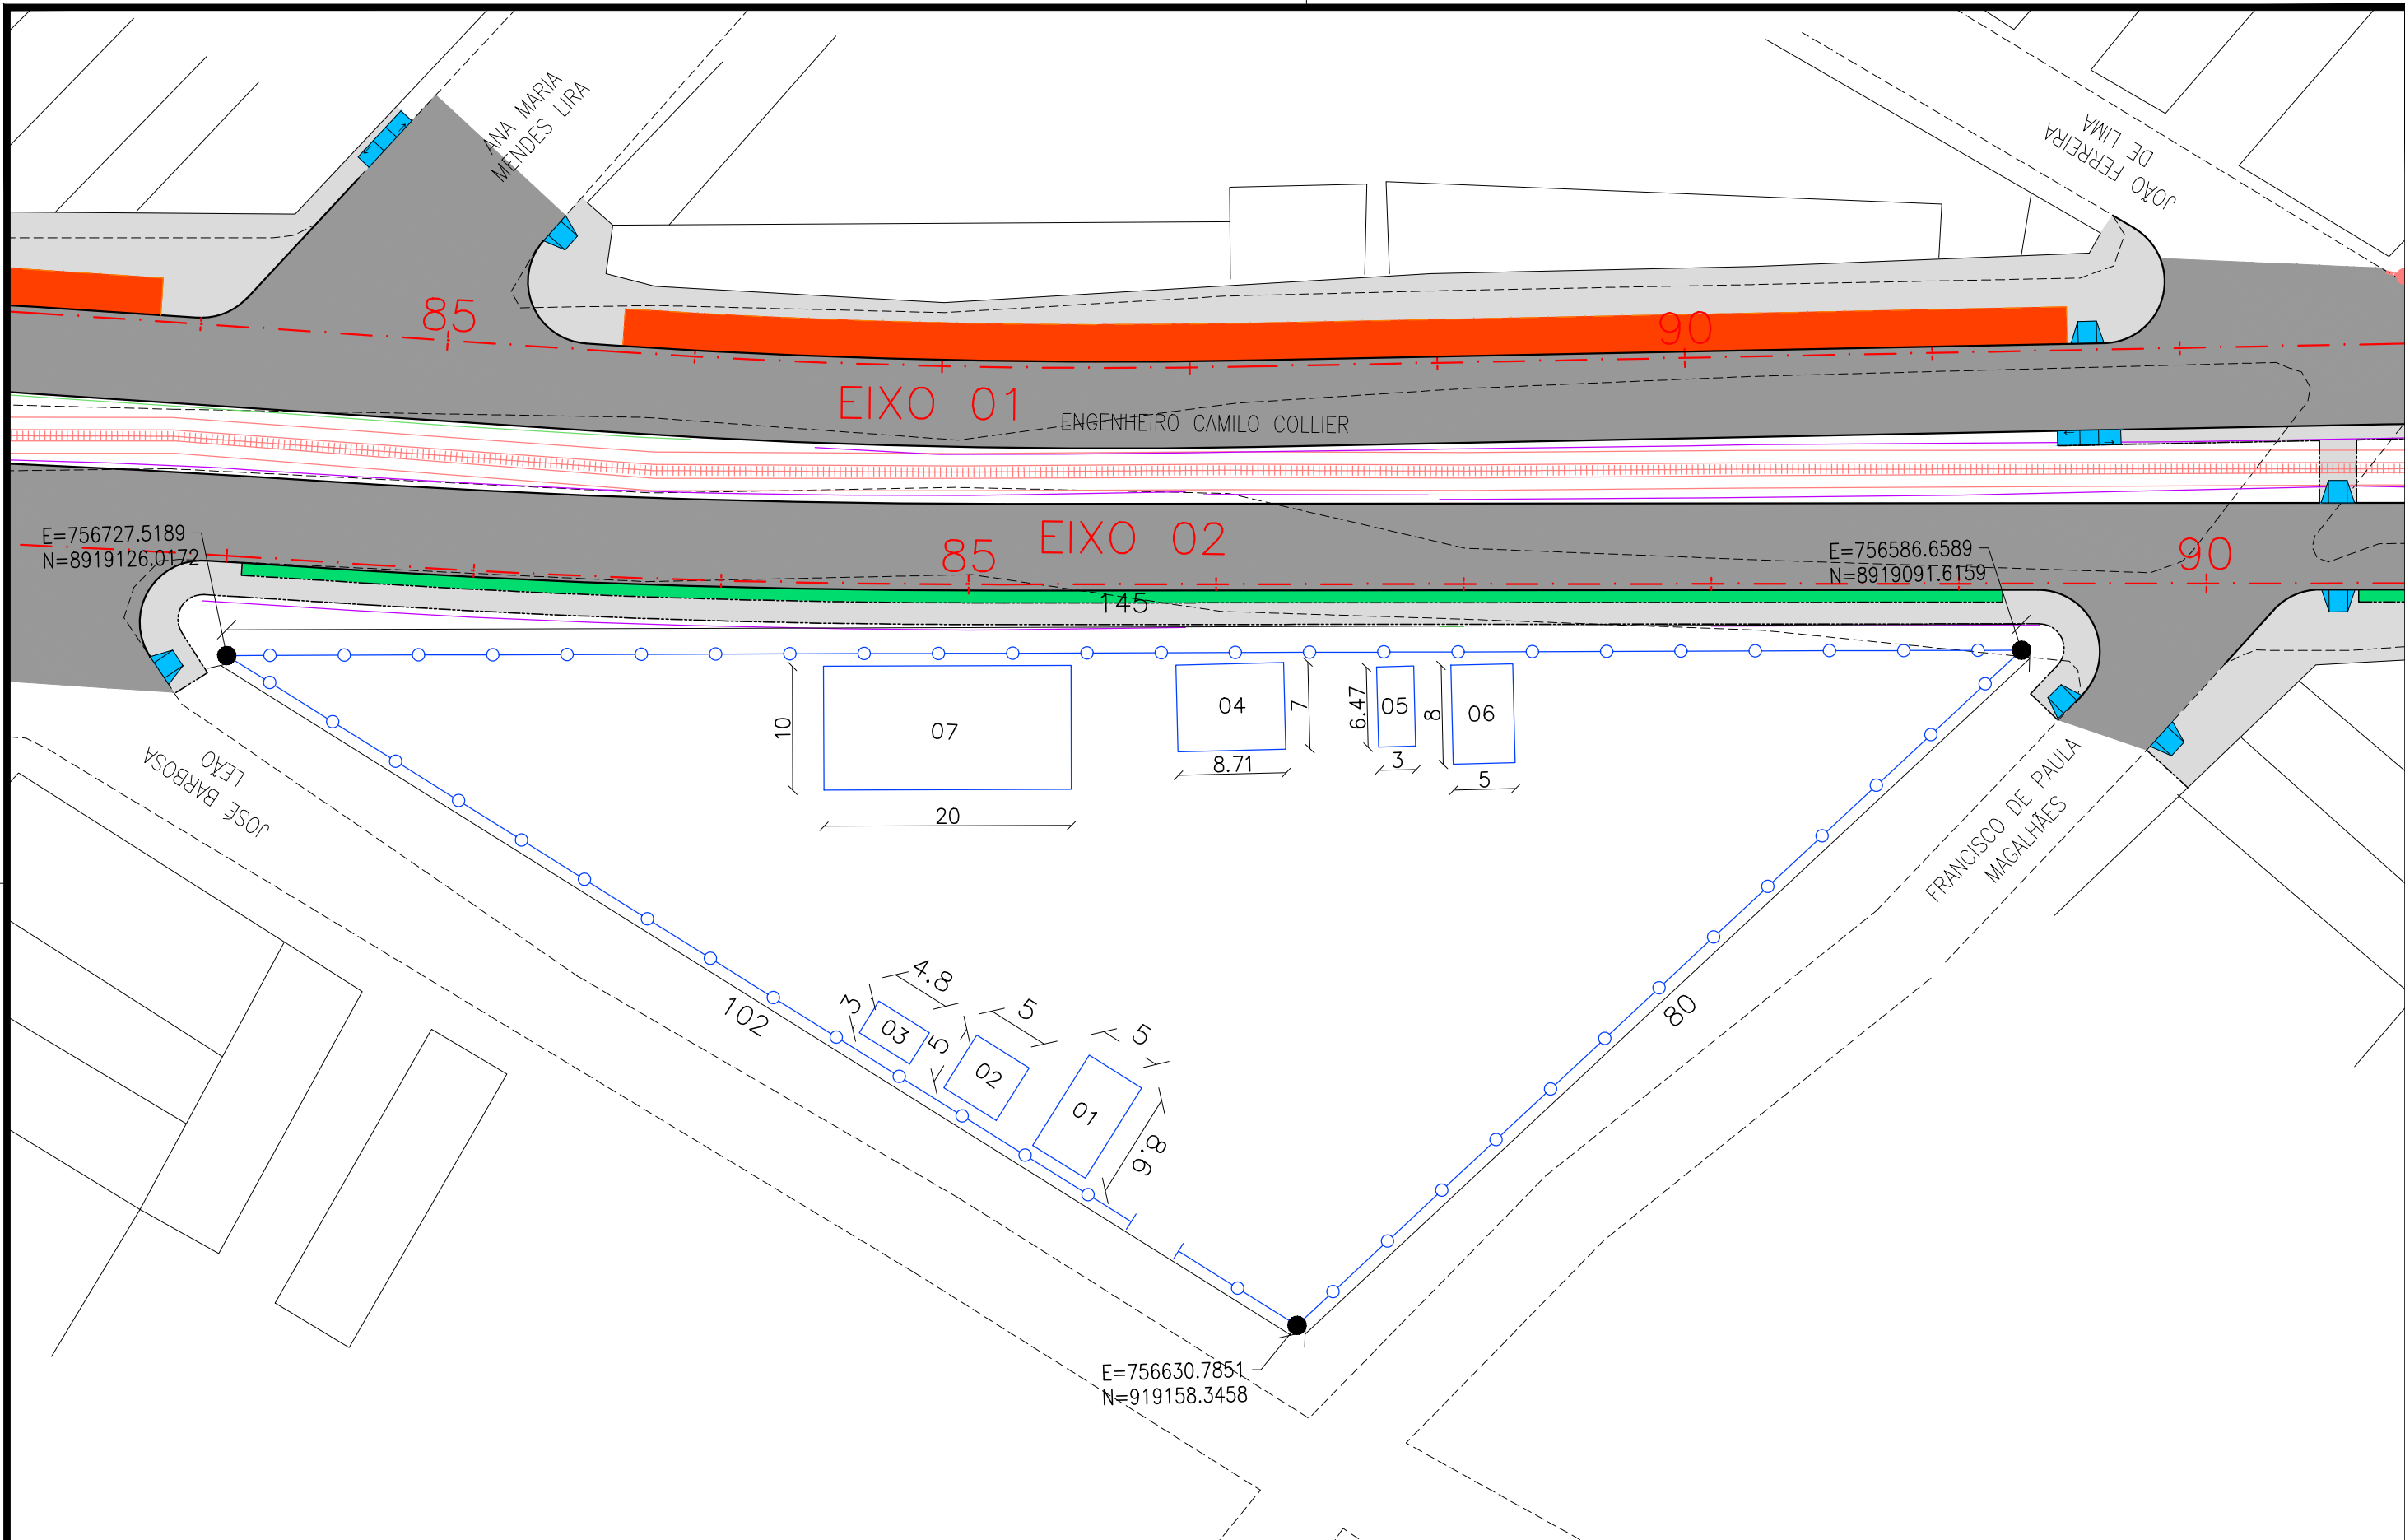 ANA MARIA
MENDES LIRA
JOÃO FERREIRA
DE LIMA
85
90
EIXO 01
ENGENHEIRO CAMILO COLLIER
EIXO 02
85
90
E=756727.5189
N=8919126.0172
E=756586.6589
N=8919091.6159
145
10
07
20
04
7
8.71
6.47
05
3
8
06
5
JOSÉ BARBOSA
LEÃO
FRANCISCO DE PAULA
MAGALHÃES
102
80
4.8
3
03
5
5
02
5
01
9.8
E=756630.7851
N=919158.3458